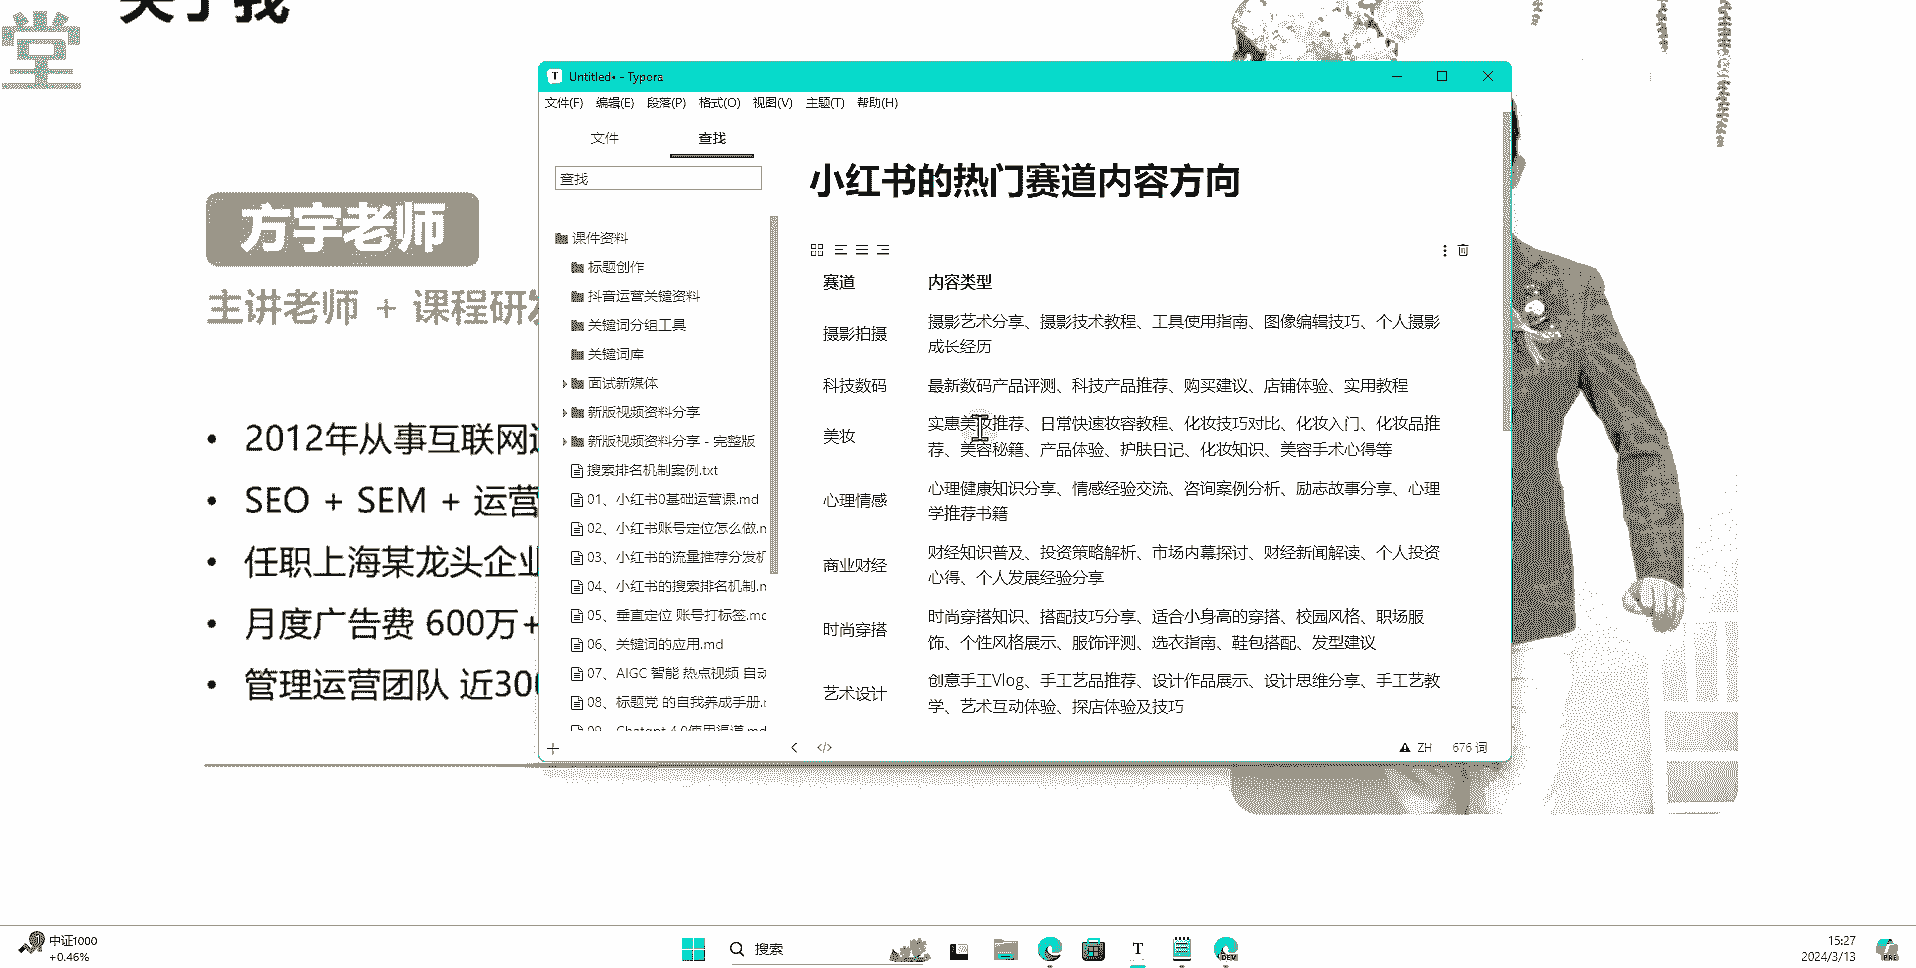 关于我
堂
方宇老师
主讲老师 + 课程研发
• 2012年从事互联网
• SEO + SEM + 运营
• 任职上海某龙头企业
• 月度广告费 600万+
• 管理运营团队 近300
Untitled• - Typora
文件(F) 编辑(E) 段落(P) 格式(O) 视图(V) 主题(T) 帮助(H)
文件 查找
查找
课件资料
标题创作
抖音运营关键资料
关键词分组工具
关键词库
面试新媒体
新版视频资料分享
新版视频资料分享 - 完整版
搜索排名机制案例.txt
01、小红书0基础运营课.md
02、小红书账号定位怎么做.m
03、小红书的流量推荐分发机
04、小红书的搜索排名机制.m
05、垂直定位 账号打标签.md
06、关键词的应用.md
07、AIGC 智能 热点视频 自动
08、标题党 的自我养成手册.r
09、Chatgpt 4.0使用渠道.md
小红书的热门赛道内容方向
赛道 内容类型
摄影拍摄 摄影艺术分享、摄影技术教程、工具使用指南、图像编辑技巧、个人摄影
成长经历
科技数码 最新数码产品评测、科技产品推荐、购买建议、店铺体验、实用教程
美妆 实惠美妆推荐、日常快速妆容教程、化妆技巧对比、化妆入门、化妆品推
荐、美容秘籍、产品体验、护肤日记、化妆知识、美容手术心得等
心理情感 心理健康知识分享、情感经验交流、咨询案例分析、励志故事分享、心理
学推荐书籍
商业财经 财经知识普及、投资策略解析、市场内幕探讨、财经新闻解读、个人投资
心得、个人发展经验分享
时尚穿搭 时尚穿搭知识、搭配技巧分享、适合小身高的穿搭、校园风格、职场服
饰、个性风格展示、服饰评测、选衣指南、鞋包搭配、发型建议
艺术设计 创意手工Vlog、手工艺品推荐、设计作品展示、设计思维分享、手工艺教
学、艺术互动体验、探店体验及技巧
ZH 676 词
中证1000
+0.46%
搜索
T
DEV
15:27
2024/3/13
PRE